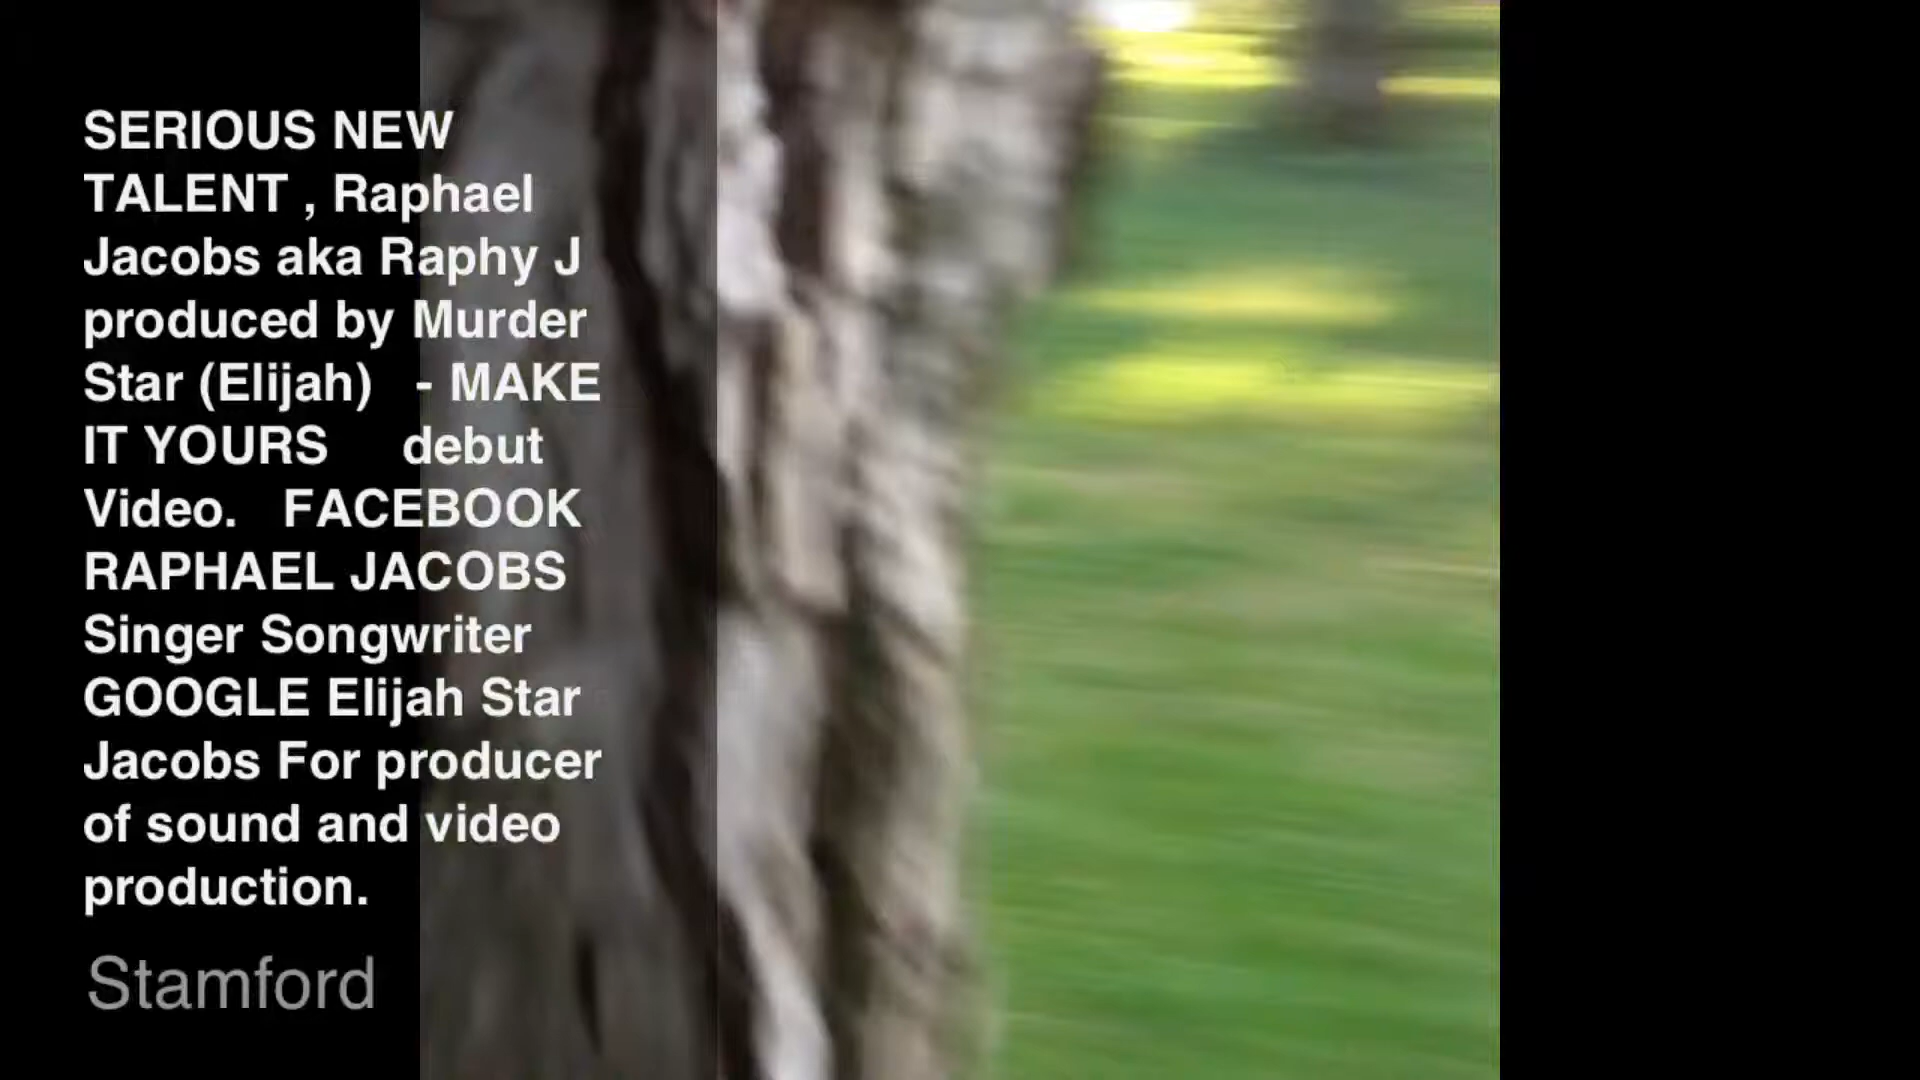 SERIOUS NEW
TALENT , Raphael
Jacobs aka Raphy J
produced by Murder
Star (Elijah)   - MAKE
IT YOURS     debut
Video.   FACEBOOK
RAPHAEL JACOBS
Singer Songwriter
GOOGLE Elijah Star
Jacobs For producer
of sound and video
production.
Stamford